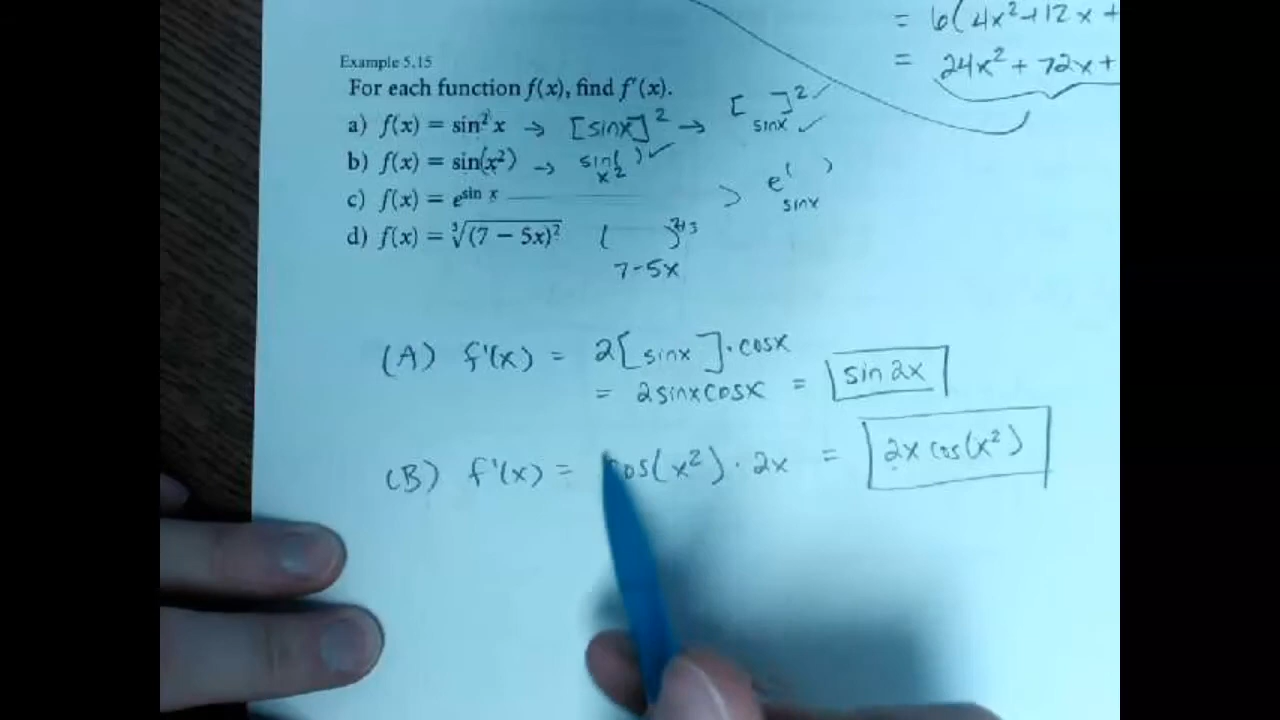 = 6(4x²+12x+
= 24x² + 72x +
Example 5.15
For each function f(x), find f'(x).
a) f(x) = sin² x → [sinx]² → [ ]² ✓
sinx ✓
b) f(x) = sin(x²) → sin( ) ✓
x²
c) f(x) = e^sin x > e^( )
sinx
d) f(x) = ∛(7 − 5x)² ( )^2/3
7-5x
(A) f'(x) = 2[sinx]·cosx
= 2sinxcosx = sin2x
(B) f'(x) = cos(x²)·2x = 2x cos(x²)